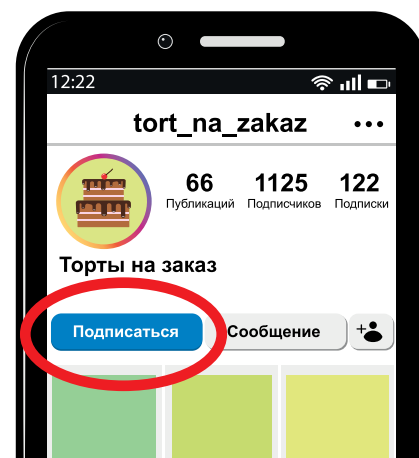 12:22
tort_na_zakaz
66 1125 122
Публикаций Подписчиков Подписки
Торты на заказ
Подписаться Сообщение